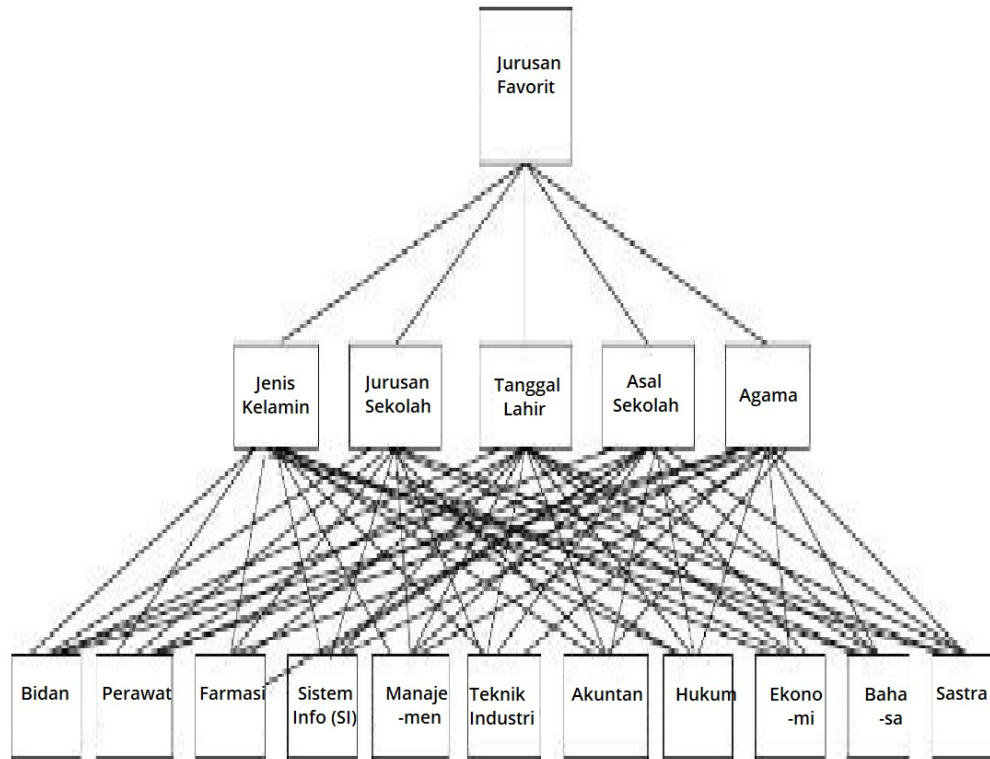 Jurusan
Favorit
Jenis
Kelamin
Jurusan
Sekolah
Tanggal
Lahir
Asal
Sekolah
Agama
Bidan
Perawat
Farmasi
Sistem
Info (SI)
Manaje
-men
Teknik
Industri
Akuntan
Hukum
Ekono
-mi
Baha
-sa
Sastra